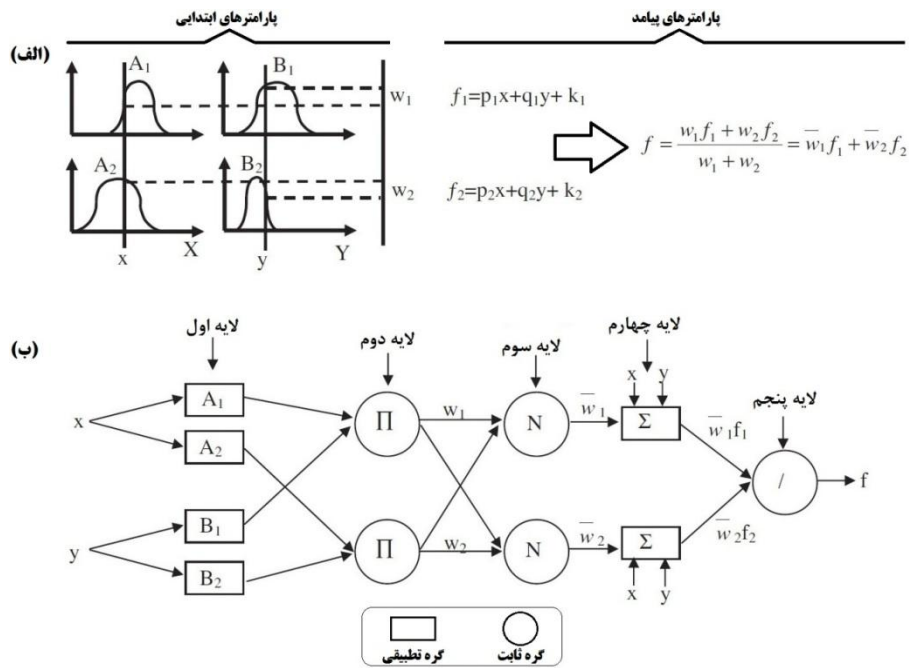 پارامترهای ابتدایی
پارامترهای پیامد
(الف)
A₁
B₁
w₁
f₁=p₁x+q₁y+ k₁
f = (w₁f₁ + w₂f₂) / (w₁ + w₂) = w̅₁f₁ + w̅₂f₂
A₂
B₂
w₂
f₂=p₂x+q₂y+ k₂
X
Y
x
y
(ب)
لایه اول
لایه دوم
لایه سوم
لایه چهارم
لایه پنجم
x
y
A₁
A₂
B₁
B₂
Π
Π
w₁
w₂
N
N
w̅₁
w̅₂
x y
Σ
Σ
x y
w̅₁f₁
w̅₂f₂
/
f
گره تطبیقی
گره ثابت